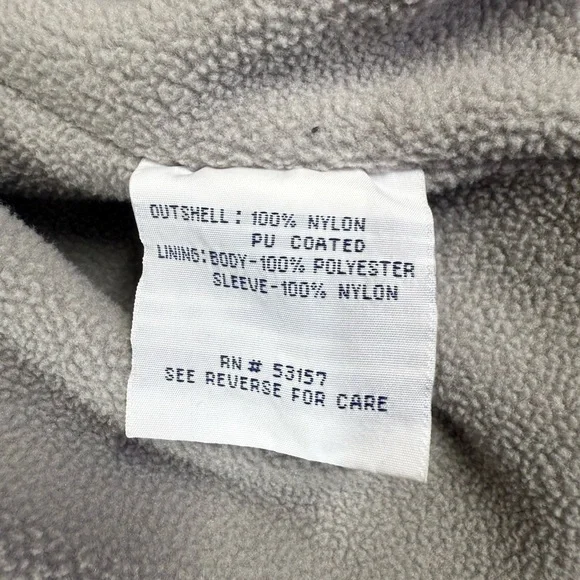 OUTSHELL: 100% NYLON
PU COATED
LINING: BODY-100% POLYESTER
SLEEVE-100% NYLON
RN # 53157
SEE REVERSE FOR CARE